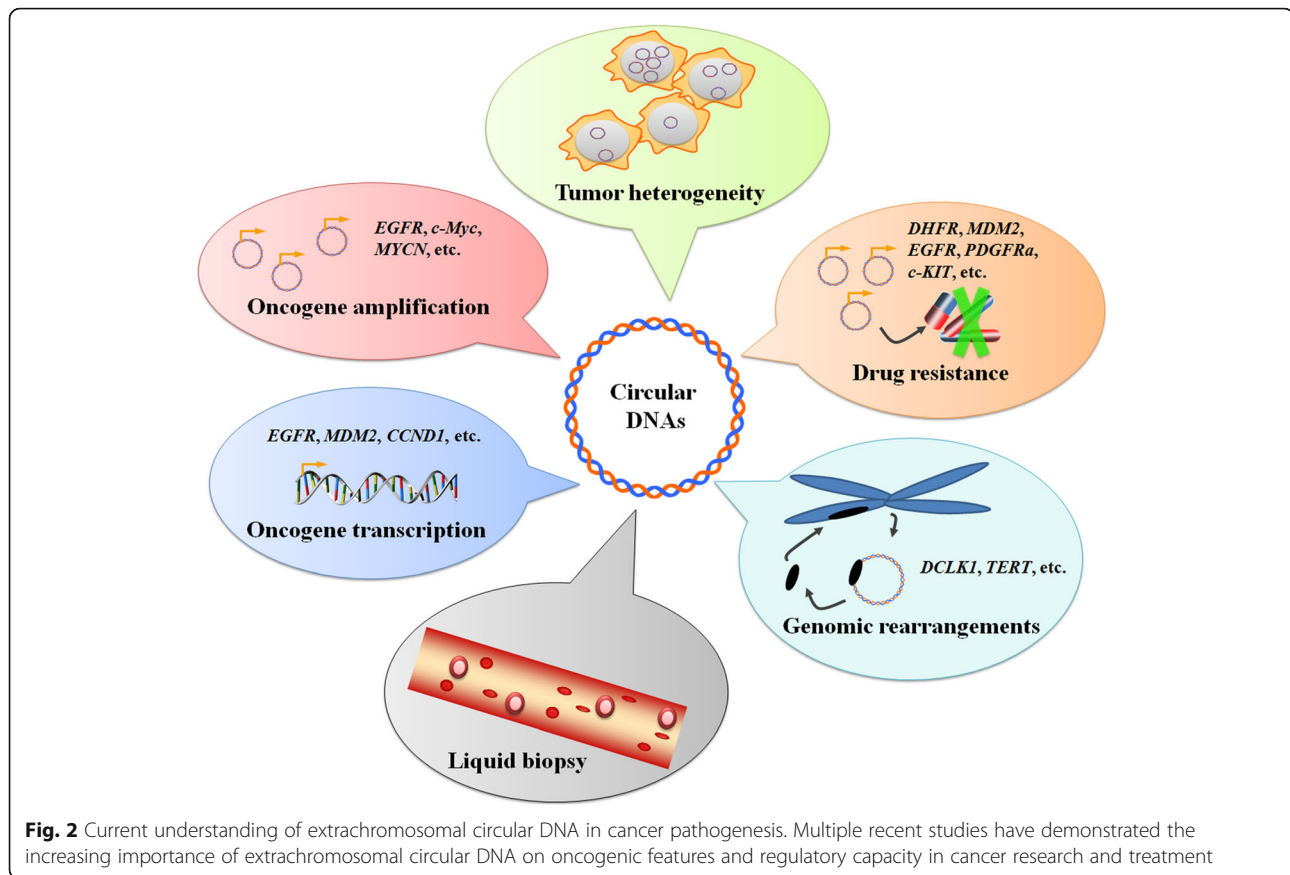 Tumor heterogeneity
EGFR, c-Myc,
MYCN, etc.
Oncogene amplification
DHFR, MDM2,
EGFR, PDGFRa,
c-KIT, etc.
Drug resistance
Circular
DNAs
EGFR, MDM2, CCND1, etc.
Oncogene transcription
DCLK1, TERT, etc.
Genomic rearrangements
Liquid biopsy
Fig. 2 Current understanding of extrachromosomal circular DNA in cancer pathogenesis. Multiple recent studies have demonstrated the
increasing importance of extrachromosomal circular DNA on oncogenic features and regulatory capacity in cancer research and treatment